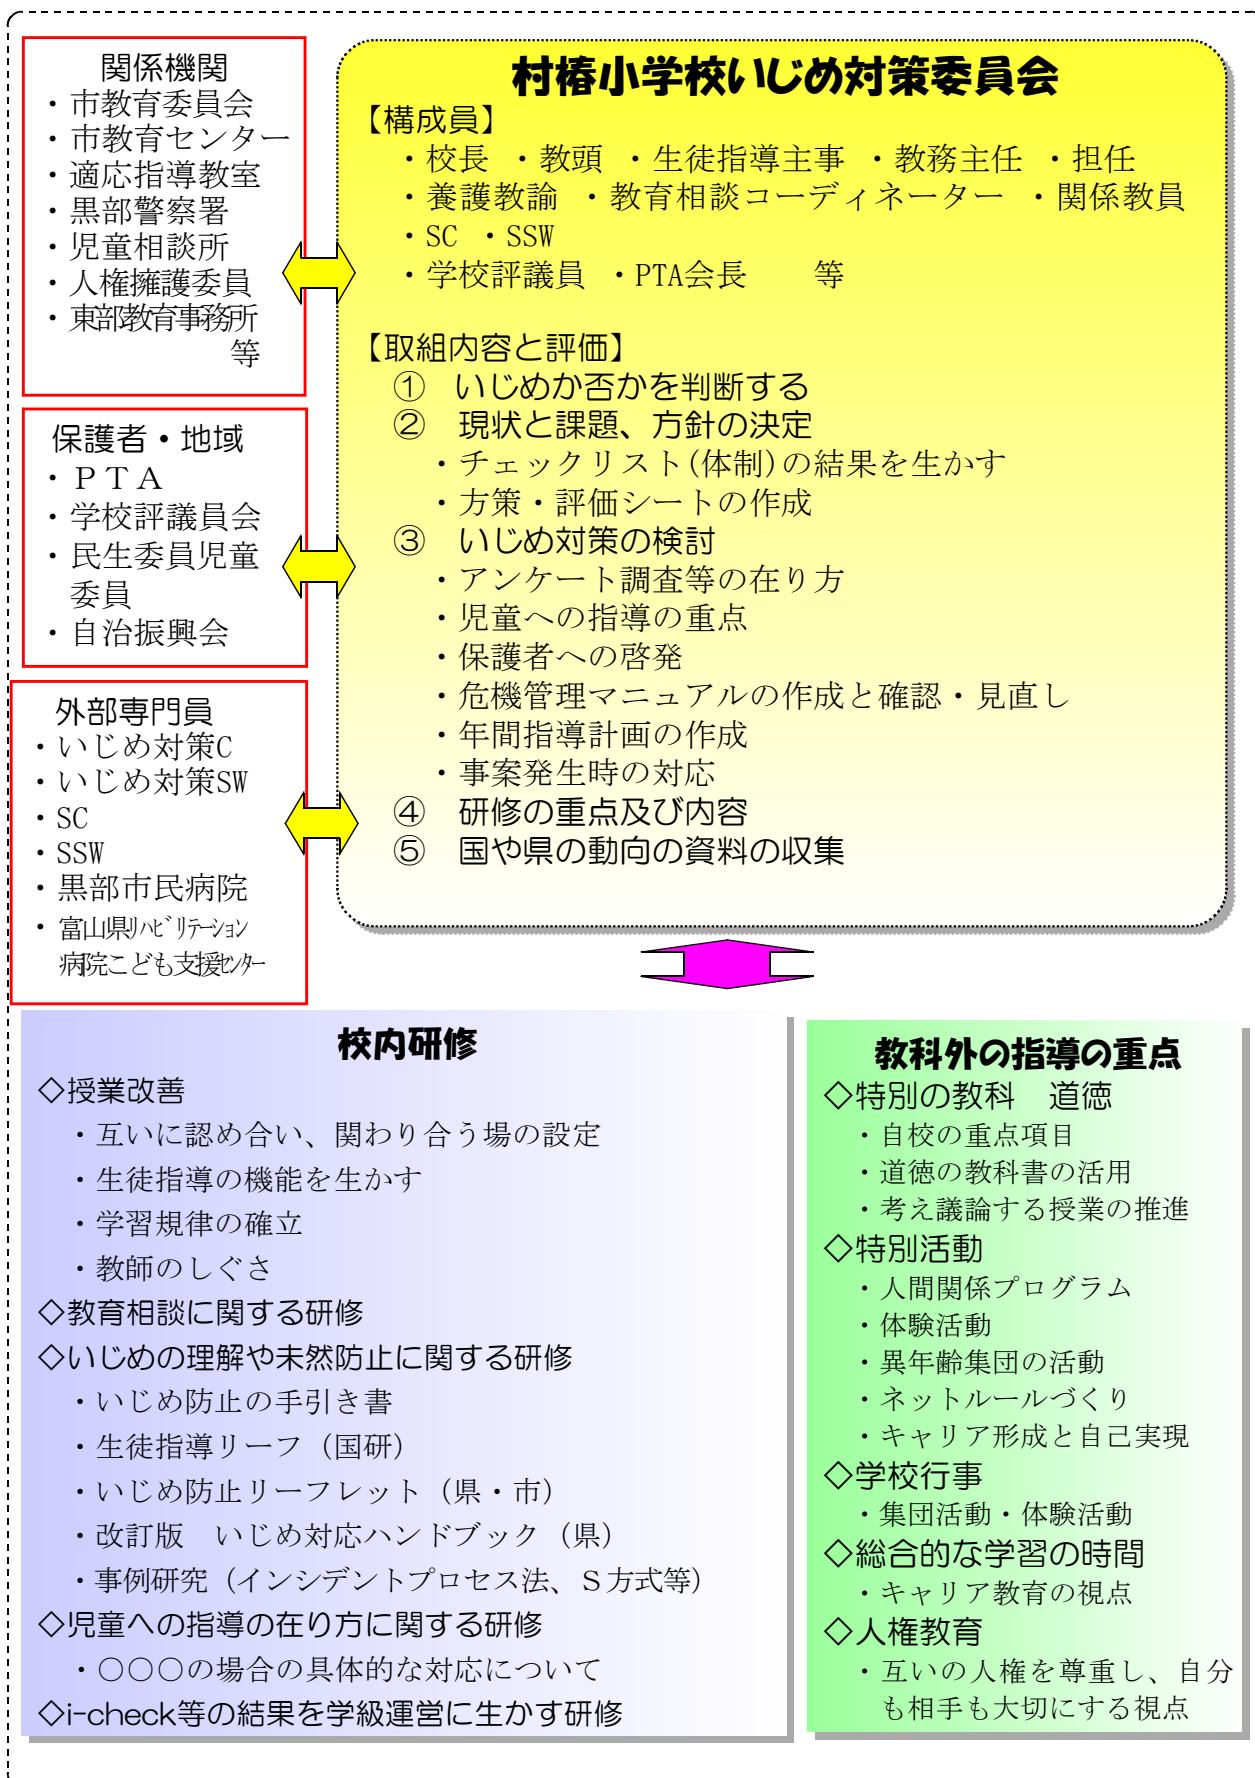 関係機関
・市教育委員会
・市教育センター
・適応指導教室
・黒部警察署
・児童相談所
・人権擁護委員
・東部教育事務所
等
保護者・地域
・ＰＴＡ
・学校評議員会
・民生委員児童
委員
・自治振興会
外部専門員
・いじめ対策C
・いじめ対策SW
・SC
・SSW
・黒部市民病院
・富山県ﾘﾊﾋﾞﾘﾃｰｼｮﾝ
病院こども支援ｾﾝﾀｰ
村椿小学校いじめ対策委員会
【構成員】
・校長 ・教頭 ・生徒指導主事 ・教務主任 ・担任
・養護教諭 ・教育相談コーディネーター ・関係教員
・SC ・SSW
・学校評議員 ・PTA会長　　等
【取組内容と評価】
①　いじめか否かを判断する
②　現状と課題、方針の決定
・チェックリスト(体制)の結果を生かす
・方策・評価シートの作成
③　いじめ対策の検討
・アンケート調査等の在り方
・児童への指導の重点
・保護者への啓発
・危機管理マニュアルの作成と確認・見直し
・年間指導計画の作成
・事案発生時の対応
④　研修の重点及び内容
⑤　国や県の動向の資料の収集
校内研修
◇授業改善
・互いに認め合い、関わり合う場の設定
・生徒指導の機能を生かす
・学習規律の確立
・教師のしぐさ
◇教育相談に関する研修
◇いじめの理解や未然防止に関する研修
・いじめ防止の手引き書
・生徒指導リーフ（国研）
・いじめ防止リーフレット（県・市）
・改訂版　いじめ対応ハンドブック（県）
・事例研究（インシデントプロセス法、Ｓ方式等）
◇児童への指導の在り方に関する研修
・○○○の場合の具体的な対応について
◇i-check等の結果を学級運営に生かす研修
教科外の指導の重点
◇特別の教科　道徳
・自校の重点項目
・道徳の教科書の活用
・考え議論する授業の推進
◇特別活動
・人間関係プログラム
・体験活動
・異年齢集団の活動
・ネットルールづくり
・キャリア形成と自己実現
◇学校行事
・集団活動・体験活動
◇総合的な学習の時間
・キャリア教育の視点
◇人権教育
・互いの人権を尊重し、自分
も相手も大切にする視点